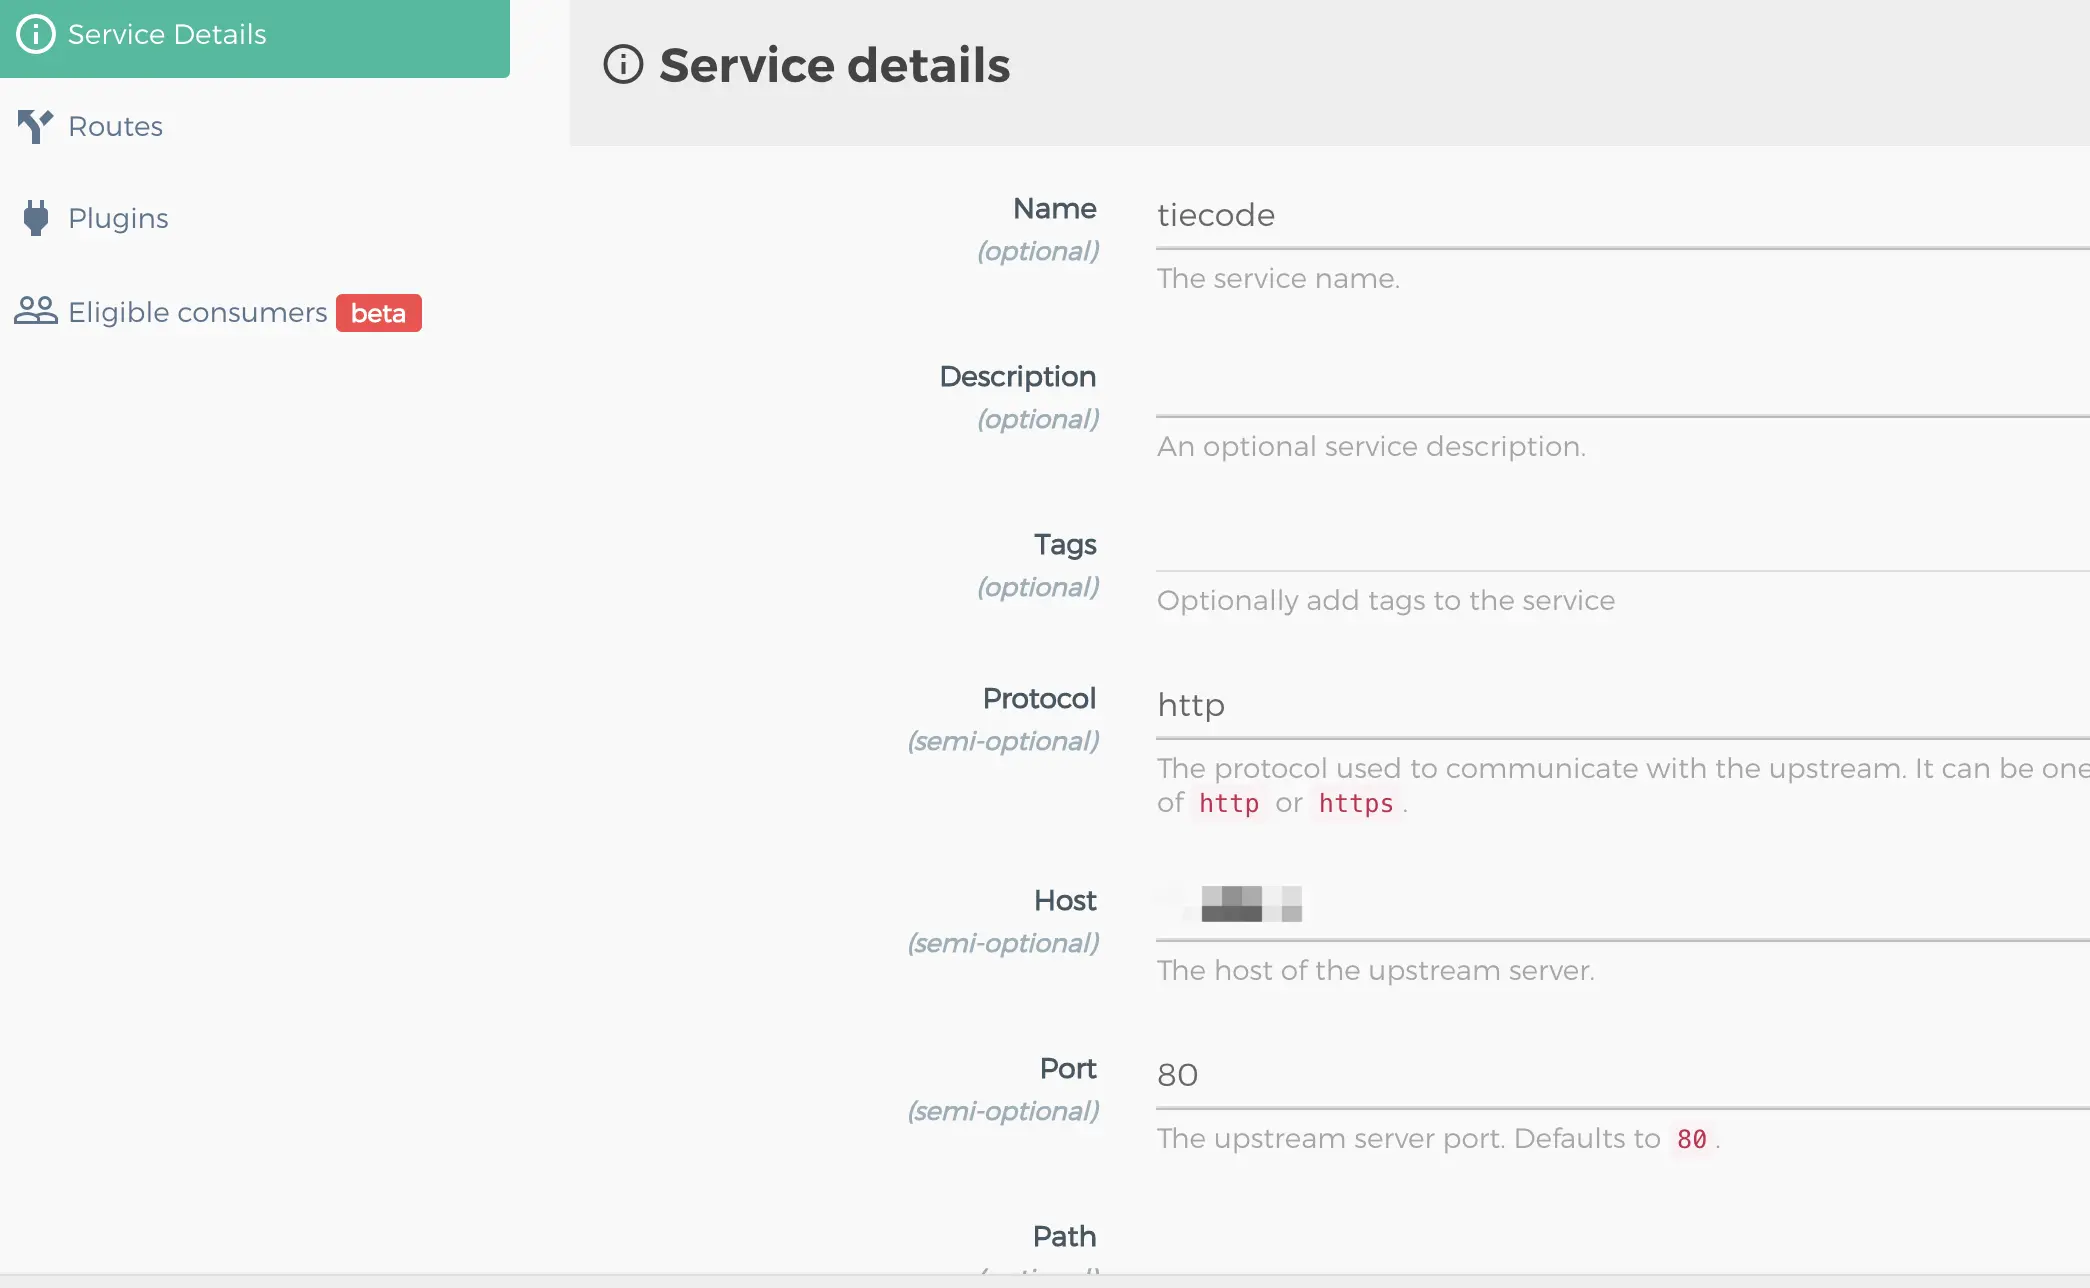 Service Details
Routes
Plugins
Eligible consumers beta
Service details
Name
(optional)
tiecode
The service name.
Description
(optional)
An optional service description.
Tags
(optional)
Optionally add tags to the service
Protocol
(semi-optional)
http
The protocol used to communicate with the upstream. It can be one
of http or https .
Host
(semi-optional)
The host of the upstream server.
Port
(semi-optional)
80
The upstream server port. Defaults to 80 .
Path